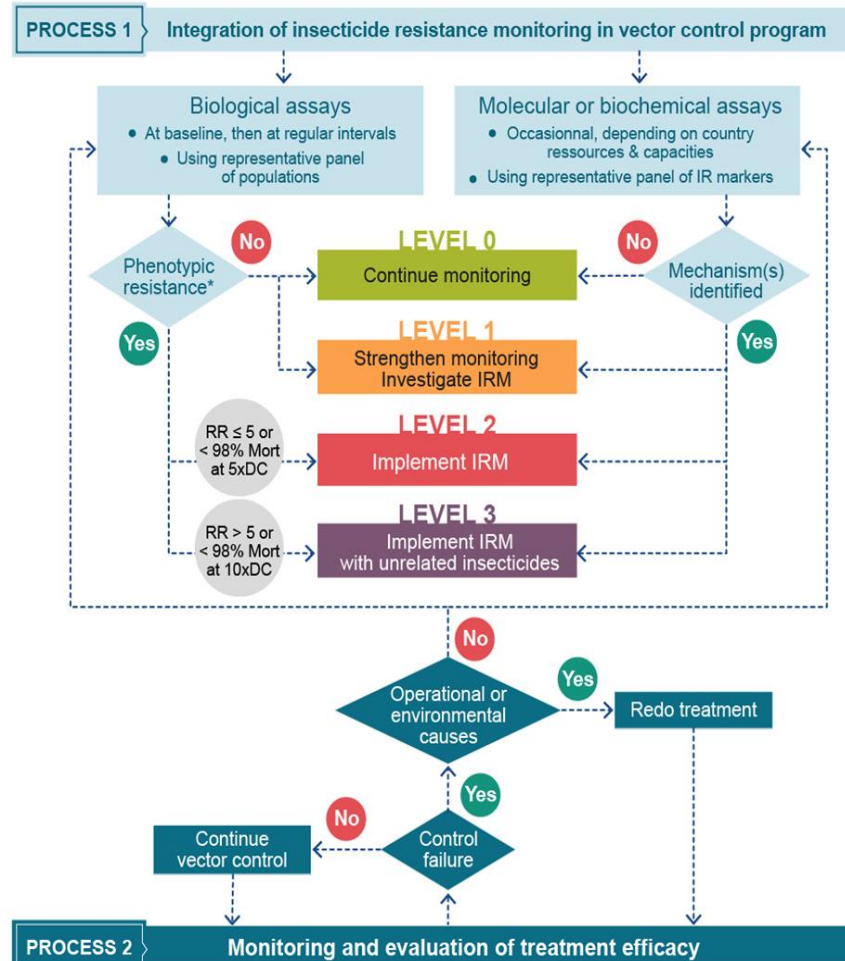 PROCESS 1
Integration of insecticide resistance monitoring in vector control program
Biological assays
• At baseline, then at regular intervals
• Using representative panel
of populations
Molecular or biochemical assays
• Occasionnal, depending on country
ressources & capacities
• Using representative panel of IR markers
Phenotypic
resistance*
No
Yes
Mechanism(s)
identified
No
Yes
LEVEL 0
Continue monitoring
LEVEL 1
Strengthen monitoring
Investigate IRM
RR ≤ 5 or
< 98% Mort
at 5xDC
LEVEL 2
Implement IRM
RR > 5 or
< 98% Mort
at 10xDC
LEVEL 3
Implement IRM
with unrelated insecticides
No
Operational or
environmental
causes
Yes
Redo treatment
Yes
No
Continue
vector control
Control
failure
PROCESS 2
Monitoring and evaluation of treatment efficacy